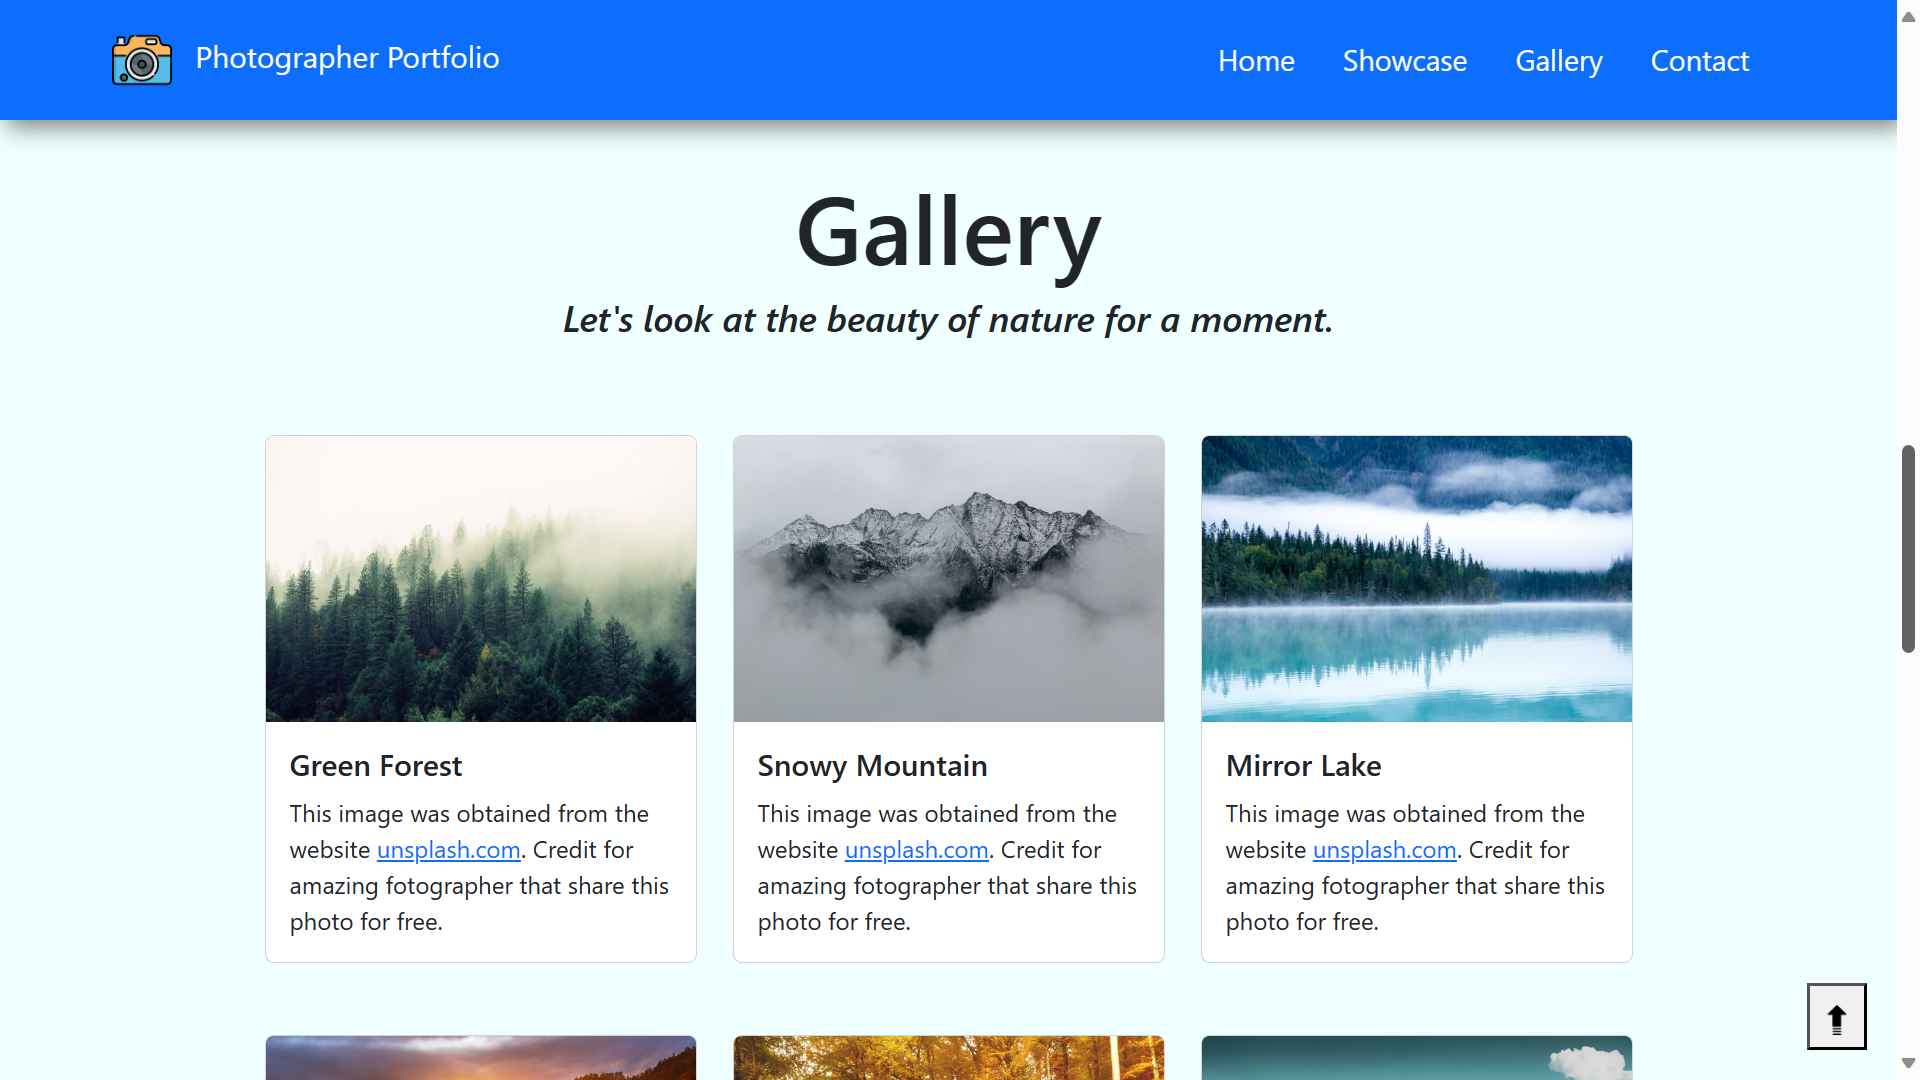 Photographer Portfolio
Home Showcase Gallery Contact
Gallery
Let's look at the beauty of nature for a moment.
Green Forest
This image was obtained from the
website unsplash.com. Credit for
amazing fotographer that share this
photo for free.
Snowy Mountain
This image was obtained from the
website unsplash.com. Credit for
amazing fotographer that share this
photo for free.
Mirror Lake
This image was obtained from the
website unsplash.com. Credit for
amazing fotographer that share this
photo for free.